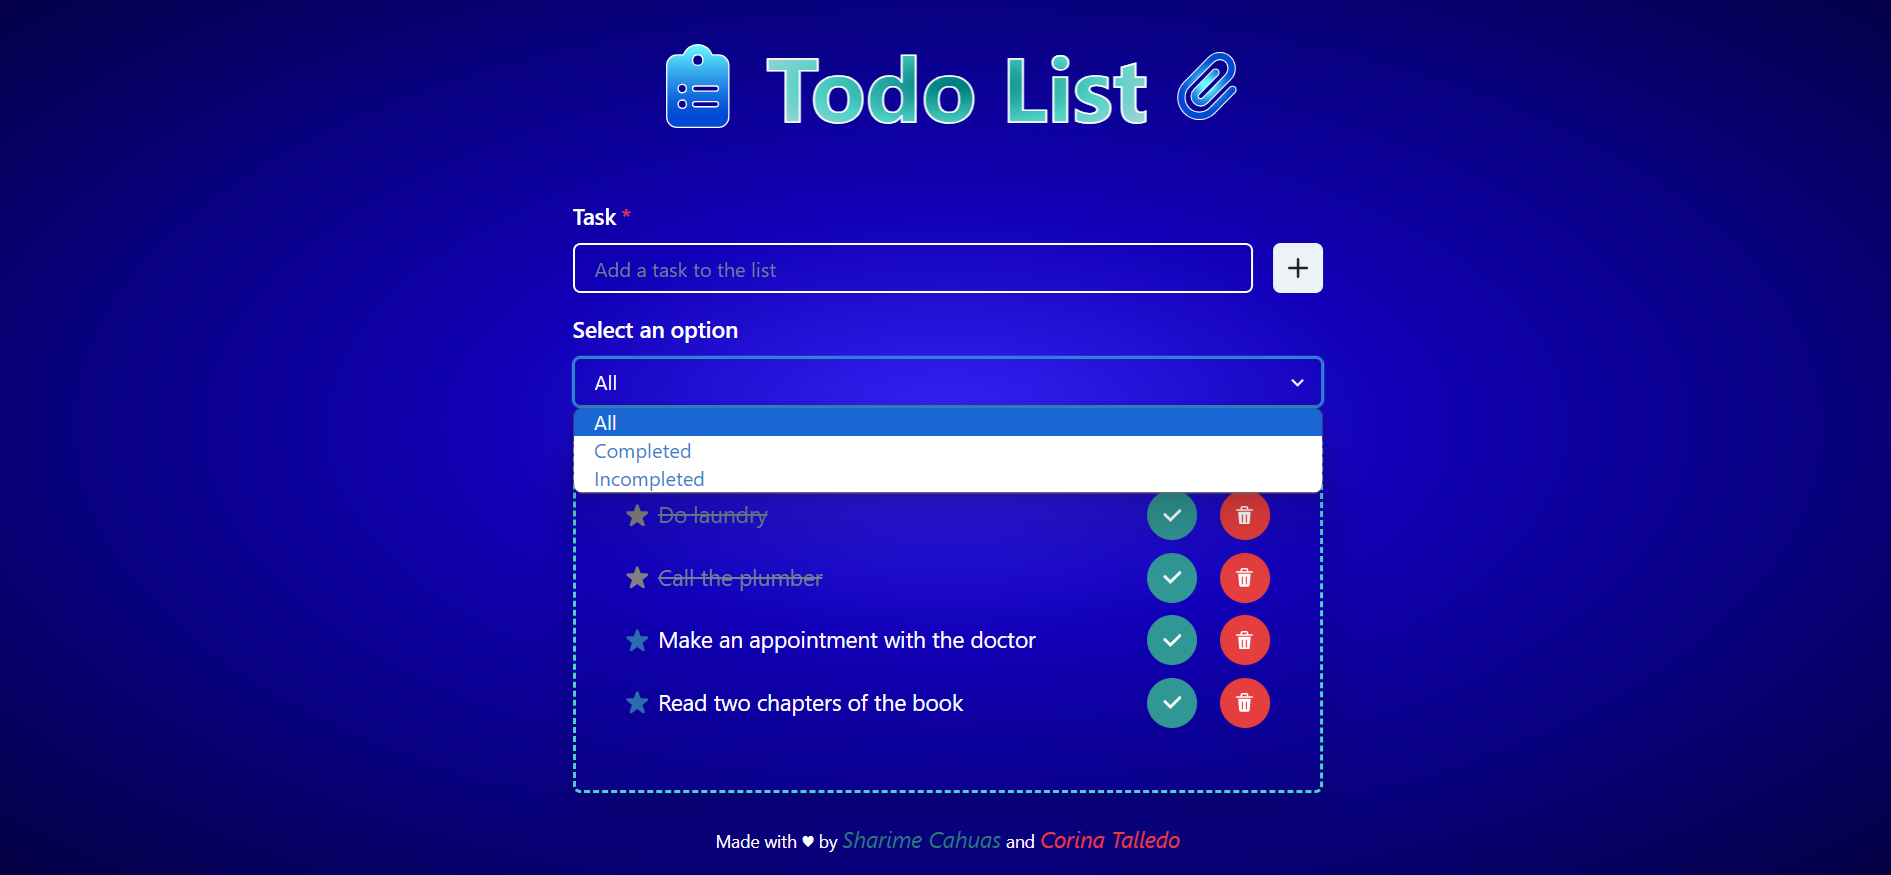 Todo List
Task *
Add a task to the list
Select an option
All
All
Completed
Incompleted
Do laundry
Call the plumber
Make an appointment with the doctor
Read two chapters of the book
Made with ♥ by Sharime Cahuas and Corina Talledo